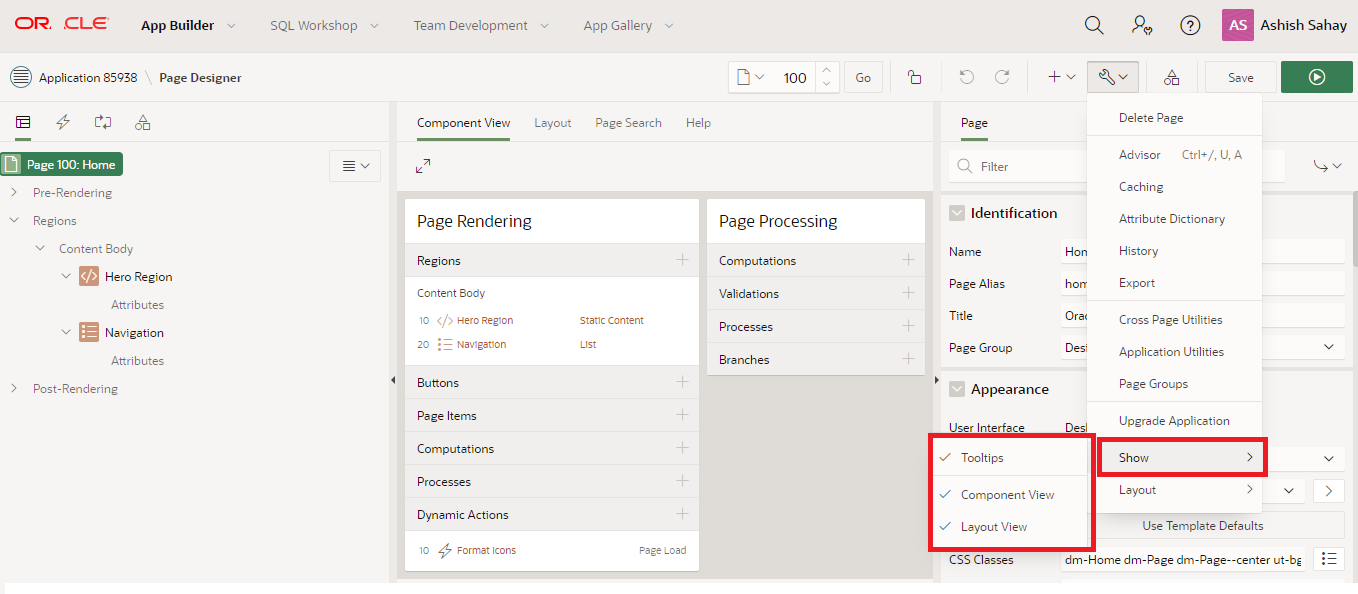 OR  CLE App Builder SQL Workshop Team Development App Gallery AS Ashish Sahay
Application 85938 \ Page Designer 100 Go Save
Component View Layout Page Search Help Page
Page 100: Home
Pre-Rendering
Regions
Content Body
Hero Region
Attributes
Navigation
Attributes
Post-Rendering
Page Rendering
Regions
Content Body
10 Hero Region Static Content
20 Navigation List
Buttons
Page Items
Computations
Processes
Dynamic Actions
10 Format Icons Page Load
Page Processing
Computations
Validations
Processes
Branches
Filter
Identification
Name Hon
Page Alias hom
Title Orac
Page Group Desi
Appearance
User Interface Desk
Use Template Defaults
CSS Classes dm-Home dm-Page dm-Page--center ut-bg
Delete Page
Advisor Ctrl+/, U, A
Caching
Attribute Dictionary
History
Export
Cross Page Utilities
Application Utilities
Page Groups
Upgrade Application
Show
Layout
Tooltips
Component View
Layout View